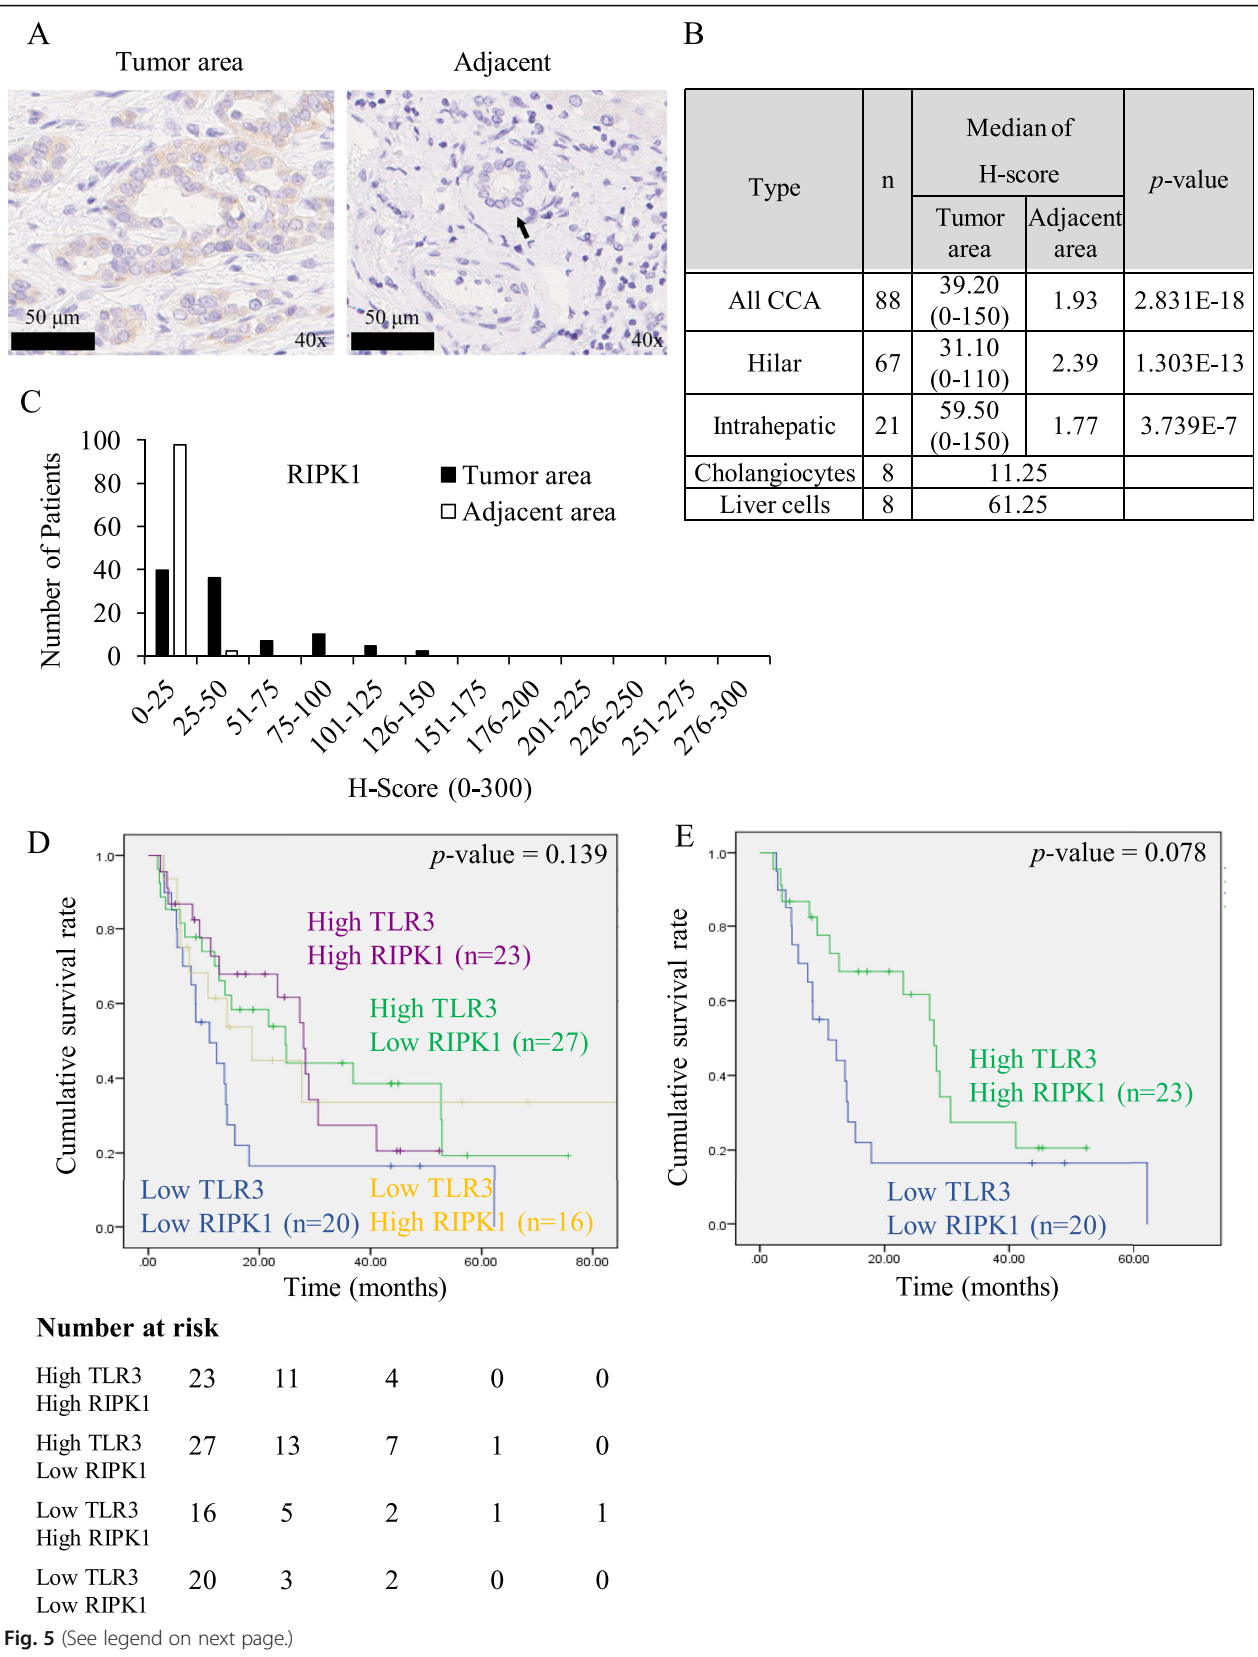 A
Tumor area
Adjacent
50 µm
40x
50 µm
40x
B
Type
n
Median of
H-score
p-value
Tumor
area
Adjacent
area
All CCA
88
39.20
(0-150)
1.93
2.831E-18
Hilar
67
31.10
(0-110)
2.39
1.303E-13
Intrahepatic
21
59.50
(0-150)
1.77
3.739E-7
Cholangiocytes
8
11.25
Liver cells
8
61.25
C
Number of Patients
100
80
60
40
20
0
RIPK1
Tumor area
Adjacent area
0-25
25-50
51-75
75-100
101-125
126-150
151-175
176-200
201-225
226-250
251-275
276-300
H-Score (0-300)
D
Cumulative survival rate
1.0
0.8
0.6
0.4
0.2
0.0
p-value = 0.139
High TLR3
High RIPK1 (n=23)
High TLR3
Low RIPK1 (n=27)
Low TLR3
Low RIPK1 (n=20)
Low TLR3
High RIPK1 (n=16)
.00
20.00
40.00
60.00
80.00
Time (months)
E
Cumulative survival rate
1.0
0.8
0.6
0.4
0.2
0.0
p-value = 0.078
High TLR3
High RIPK1 (n=23)
Low TLR3
Low RIPK1 (n=20)
.00
20.00
40.00
60.00
Time (months)
Number at risk
High TLR3
High RIPK1
23 11 4 0 0
High TLR3
Low RIPK1
27 13 7 1 0
Low TLR3
High RIPK1
16 5 2 1 1
Low TLR3
Low RIPK1
20 3 2 0 0
Fig. 5 (See legend on next page.)